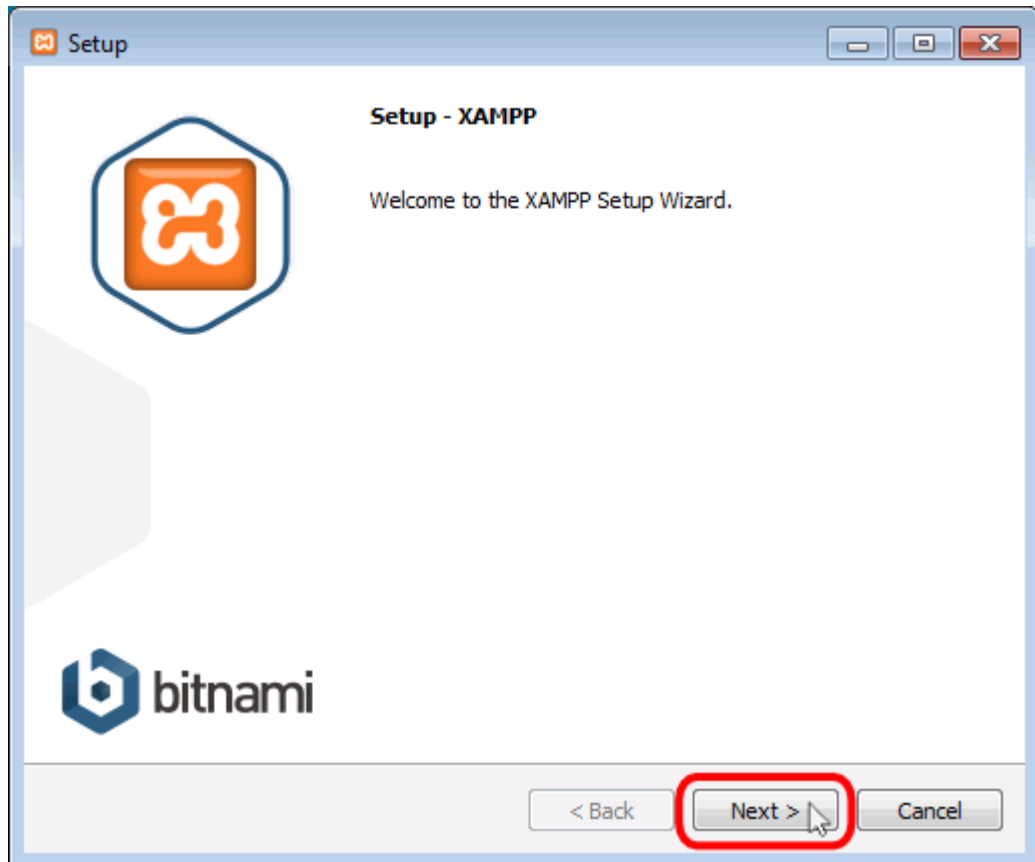 Setup
Setup - XAMPP
Welcome to the XAMPP Setup Wizard.
bitnami
< Back Next > Cancel